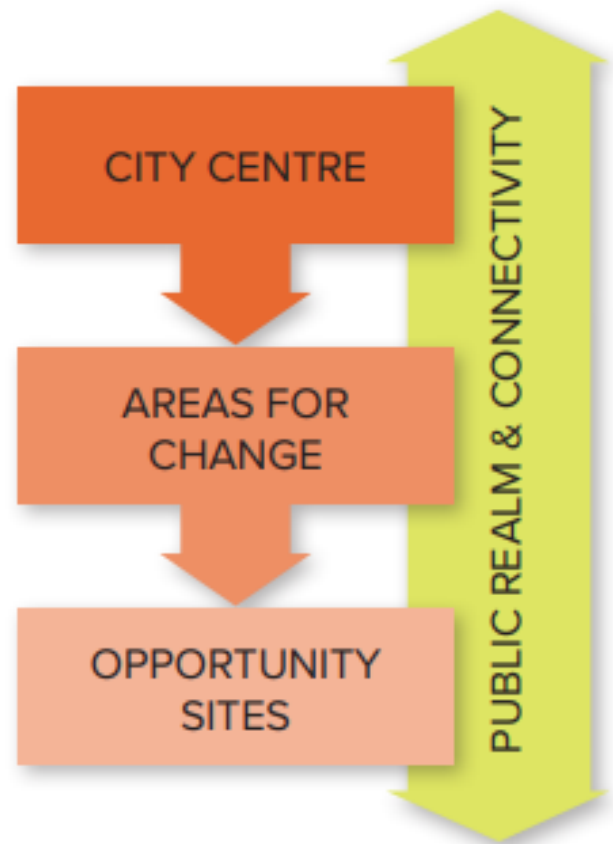 CITY CENTRE
AREAS FOR
CHANGE
OPPORTUNITY
SITES
PUBLIC REALM & CONNECTIVITY